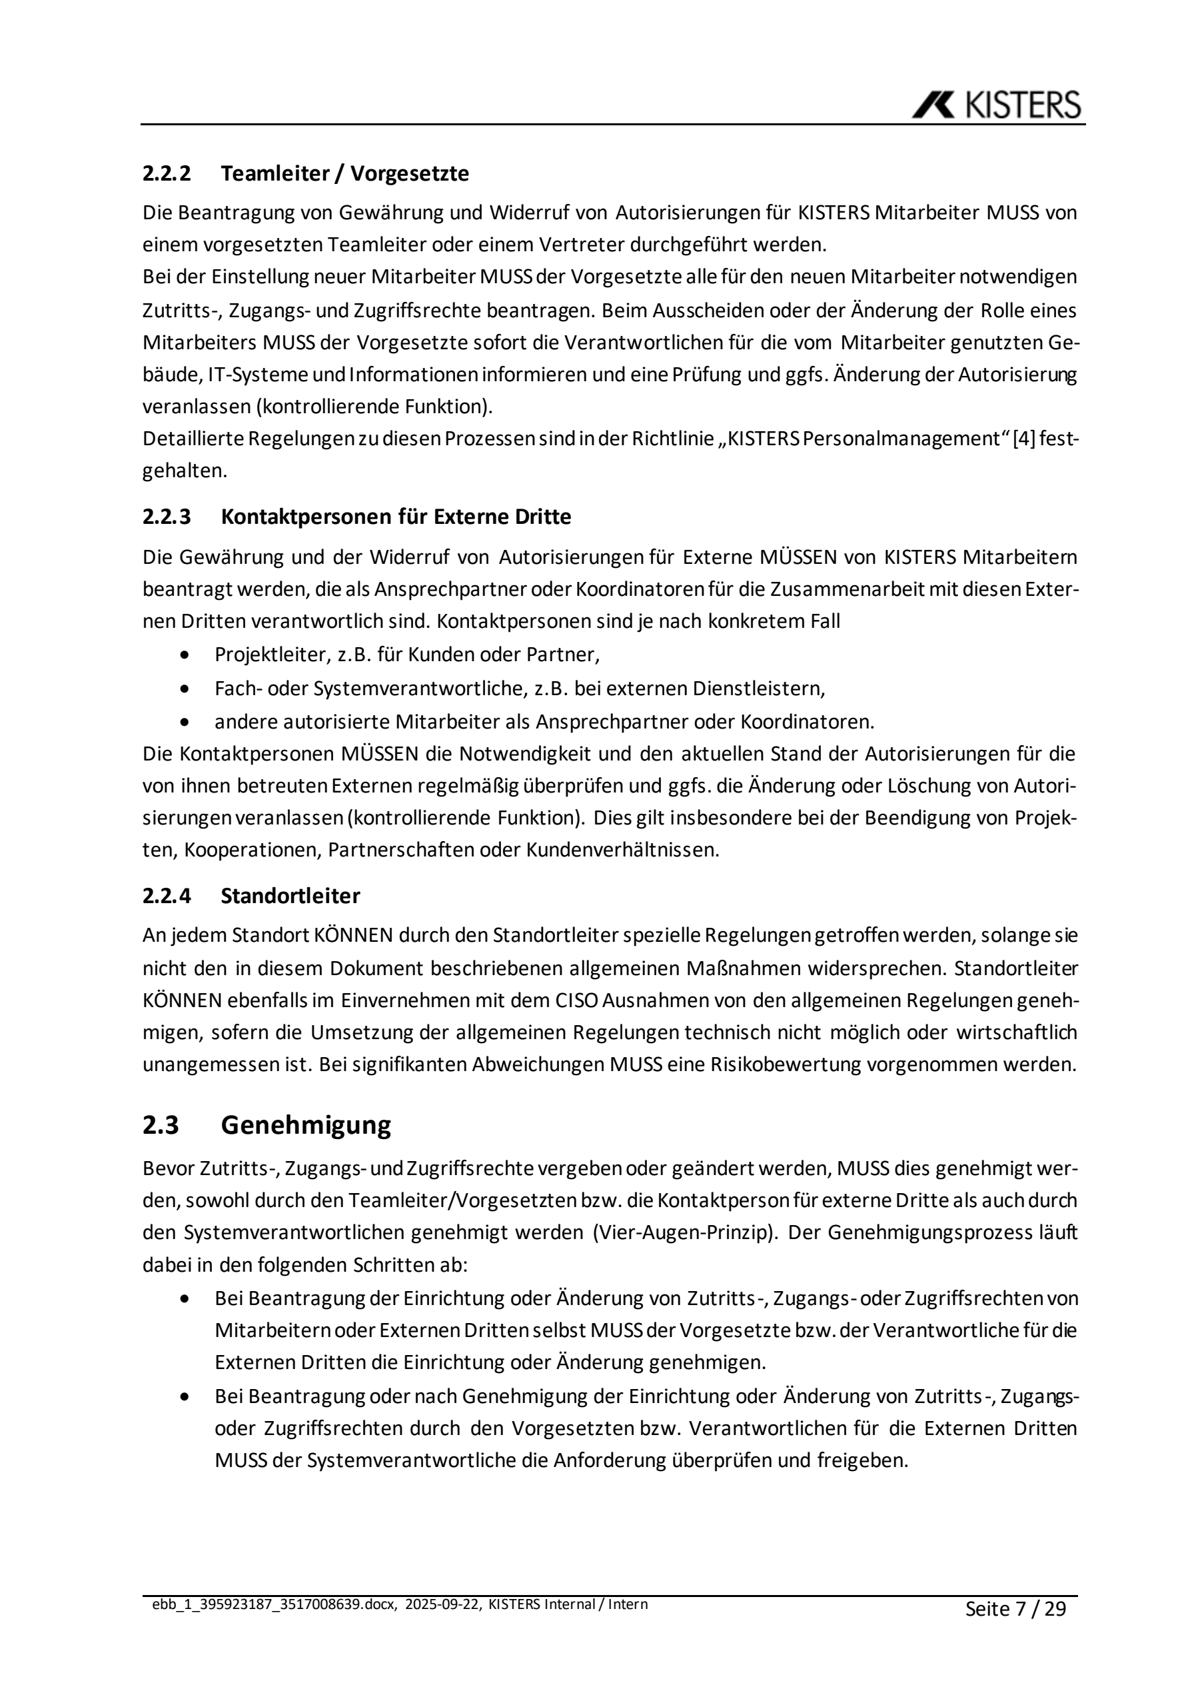 KISTERS
2.2.2 Teamleiter / Vorgesetzte
Die Beantragung von Gewährung und Widerruf von Autorisierungen für KISTERS Mitarbeiter MUSS von
einem vorgesetzten Teamleiter oder einem Vertreter durchgeführt werden.
Bei der Einstellung neuer Mitarbeiter MUSS der Vorgesetzte alle für den neuen Mitarbeiter notwendigen
Zutritts-, Zugangs- und Zugriffsrechte beantragen. Beim Ausscheiden oder der Änderung der Rolle eines
Mitarbeiters MUSS der Vorgesetzte sofort die Verantwortlichen für die vom Mitarbeiter genutzten Ge-
bäude, IT-Systeme und Informationen informieren und eine Prüfung und ggfs. Änderung der Autorisierung
veranlassen (kontrollierende Funktion).
Detaillierte Regelungen zu diesen Prozessen sind in der Richtlinie „KISTERS Personalmanagement“ [4] fest-
gehalten.
2.2.3 Kontaktpersonen für Externe Dritte
Die Gewährung und der Widerruf von Autorisierungen für Externe MÜSSEN von KISTERS Mitarbeitern
beantragt werden, die als Ansprechpartner oder Koordinatoren für die Zusammenarbeit mit diesen Exter-
nen Dritten verantwortlich sind. Kontaktpersonen sind je nach konkretem Fall
• Projektleiter, z.B. für Kunden oder Partner,
• Fach- oder Systemverantwortliche, z.B. bei externen Dienstleistern,
• andere autorisierte Mitarbeiter als Ansprechpartner oder Koordinatoren.
Die Kontaktpersonen MÜSSEN die Notwendigkeit und den aktuellen Stand der Autorisierungen für die
von ihnen betreuten Externen regelmäßig überprüfen und ggfs. die Änderung oder Löschung von Autori-
sierungen veranlassen (kontrollierende Funktion). Dies gilt insbesondere bei der Beendigung von Projek-
ten, Kooperationen, Partnerschaften oder Kundenverhältnissen.
2.2.4 Standortleiter
An jedem Standort KÖNNEN durch den Standortleiter spezielle Regelungen getroffen werden, solange sie
nicht den in diesem Dokument beschriebenen allgemeinen Maßnahmen widersprechen. Standortleiter
KÖNNEN ebenfalls im Einvernehmen mit dem CISO Ausnahmen von den allgemeinen Regelungen geneh-
migen, sofern die Umsetzung der allgemeinen Regelungen technisch nicht möglich oder wirtschaftlich
unangemessen ist. Bei signifikanten Abweichungen MUSS eine Risikobewertung vorgenommen werden.
2.3 Genehmigung
Bevor Zutritts-, Zugangs- und Zugriffsrechte vergeben oder geändert werden, MUSS dies genehmigt wer-
den, sowohl durch den Teamleiter/Vorgesetzten bzw. die Kontaktperson für externe Dritte als auch durch
den Systemverantwortlichen genehmigt werden (Vier-Augen-Prinzip). Der Genehmigungsprozess läuft
dabei in den folgenden Schritten ab:
• Bei Beantragung der Einrichtung oder Änderung von Zutritts-, Zugangs- oder Zugriffsrechten von
Mitarbeitern oder Externen Dritten selbst MUSS der Vorgesetzte bzw. der Verantwortliche für die
Externen Dritten die Einrichtung oder Änderung genehmigen.
• Bei Beantragung oder nach Genehmigung der Einrichtung oder Änderung von Zutritts-, Zugangs-
oder Zugriffsrechten durch den Vorgesetzten bzw. Verantwortlichen für die Externen Dritten
MUSS der Systemverantwortliche die Anforderung überprüfen und freigeben.
ebb_1_395923187_3517008639.docx, 2025-09-22, KISTERS Internal / Intern
Seite 7 / 29